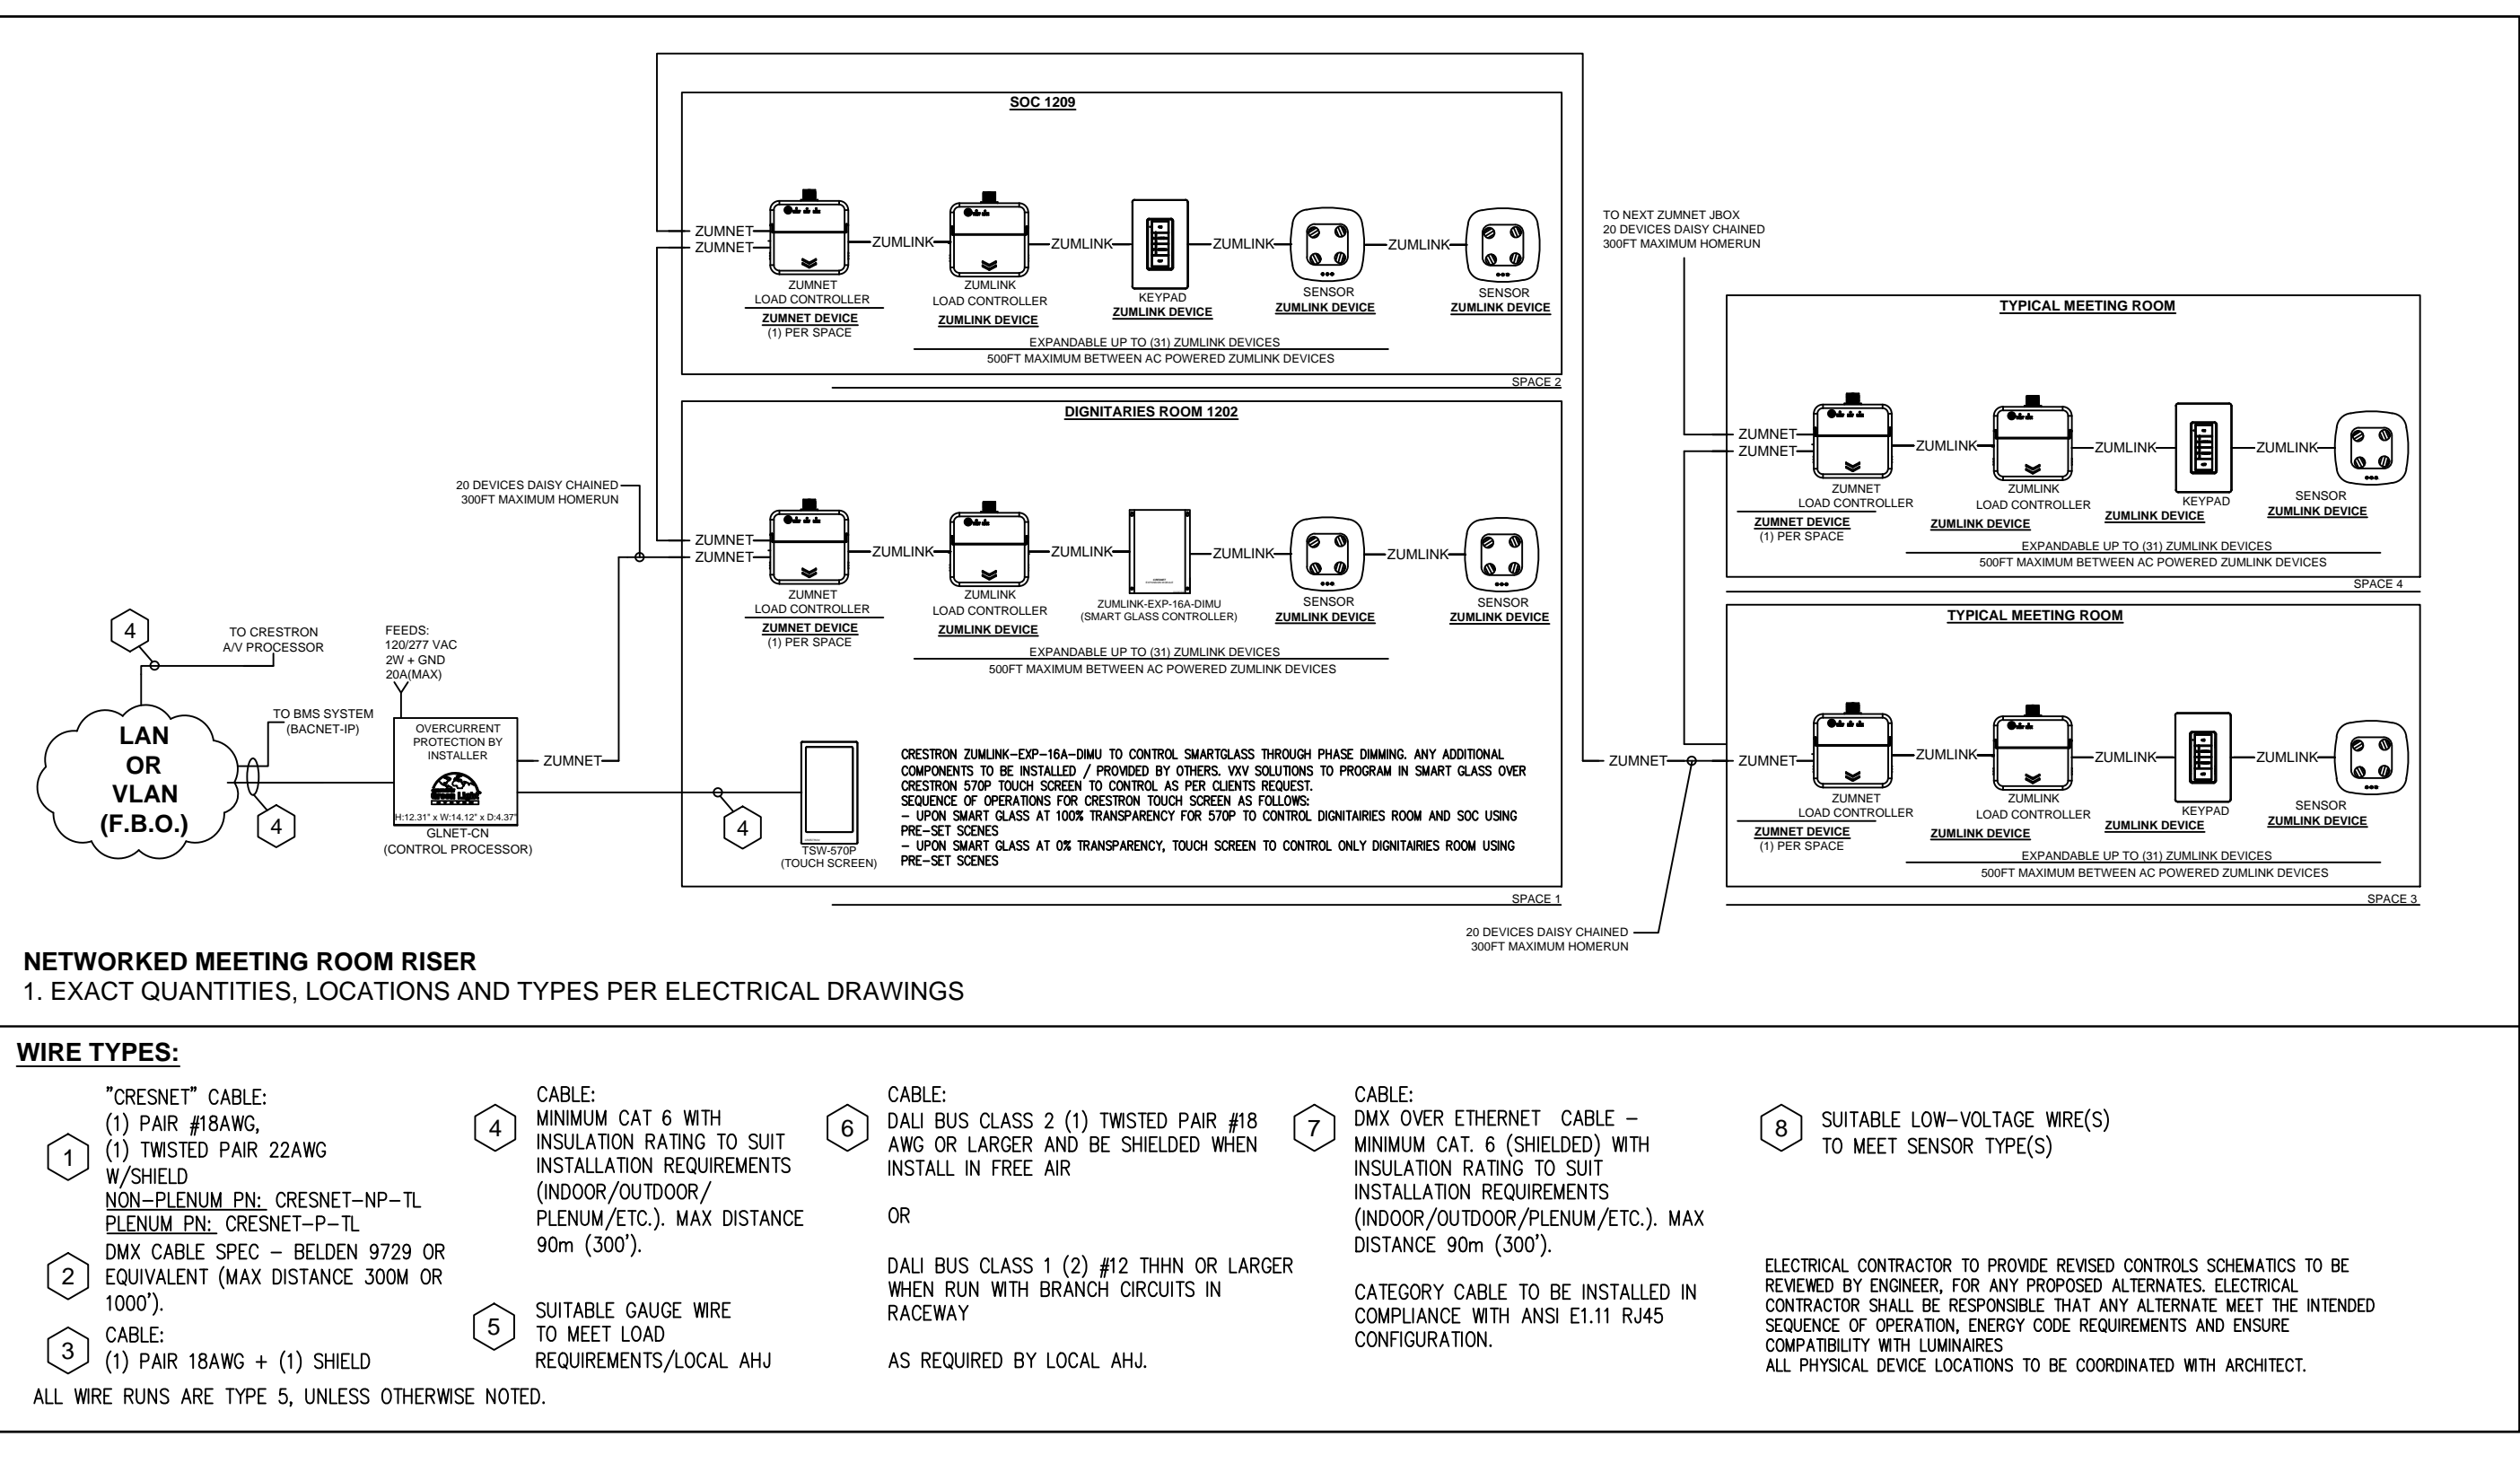 SOC 1209
ZUMNET
ZUMNET
ZUMLINK
ZUMLINK
ZUMLINK
ZUMLINK
ZUMNET
LOAD CONTROLLER
ZUMNET DEVICE
(1) PER SPACE
ZUMLINK
LOAD CONTROLLER
ZUMLINK DEVICE
KEYPAD
ZUMLINK DEVICE
SENSOR
ZUMLINK DEVICE
SENSOR
ZUMLINK DEVICE
EXPANDABLE UP TO (31) ZUMLINK DEVICES
500FT MAXIMUM BETWEEN AC POWERED ZUMLINK DEVICES
SPACE 2
DIGNITARIES ROOM 1202
20 DEVICES DAISY CHAINED
300FT MAXIMUM HOMERUN
ZUMNET
ZUMNET
ZUMLINK
ZUMLINK
ZUMLINK
ZUMLINK
ZUMNET
LOAD CONTROLLER
ZUMNET DEVICE
(1) PER SPACE
ZUMLINK
LOAD CONTROLLER
ZUMLINK DEVICE
ZUMLINK-EXP-16A-DIMU
(SMART GLASS CONTROLLER)
SENSOR
ZUMLINK DEVICE
SENSOR
ZUMLINK DEVICE
EXPANDABLE UP TO (31) ZUMLINK DEVICES
500FT MAXIMUM BETWEEN AC POWERED ZUMLINK DEVICES
4
TO CRESTRON
A/V PROCESSOR
FEEDS:
120/277 VAC
2W + GND
20A(MAX)
TO BMS SYSTEM
(BACNET-IP)
LAN
OR
VLAN
(F.B.O.)
4
OVERCURRENT
PROTECTION BY
INSTALLER
Green Light
H:12.31" x W:14.12" x D:4.37"
GLNET-CN
(CONTROL PROCESSOR)
ZUMNET
4
TSW-570P
(TOUCH SCREEN)
CRESTRON ZUMLINK-EXP-16A-DIMU TO CONTROL SMARTGLASS THROUGH PHASE DIMMING. ANY ADDITIONAL
COMPONENTS TO BE INSTALLED / PROVIDED BY OTHERS. VXV SOLUTIONS TO PROGRAM IN SMART GLASS OVER
CRESTRON 570P TOUCH SCREEN TO CONTROL AS PER CLIENTS REQUEST.
SEQUENCE OF OPERATIONS FOR CRESTRON TOUCH SCREEN AS FOLLOWS:
- UPON SMART GLASS AT 100% TRANSPARENCY FOR 570P TO CONTROL DIGNITAIRIES ROOM AND SOC USING
PRE-SET SCENES
- UPON SMART GLASS AT 0% TRANSPARENCY, TOUCH SCREEN TO CONTROL ONLY DIGNITAIRIES ROOM USING
PRE-SET SCENES
SPACE 1
TO NEXT ZUMNET JBOX
20 DEVICES DAISY CHAINED
300FT MAXIMUM HOMERUN
TYPICAL MEETING ROOM
ZUMNET
ZUMNET
ZUMLINK
ZUMLINK
ZUMLINK
ZUMNET
LOAD CONTROLLER
ZUMNET DEVICE
(1) PER SPACE
ZUMLINK
LOAD CONTROLLER
ZUMLINK DEVICE
KEYPAD
ZUMLINK DEVICE
SENSOR
ZUMLINK DEVICE
EXPANDABLE UP TO (31) ZUMLINK DEVICES
500FT MAXIMUM BETWEEN AC POWERED ZUMLINK DEVICES
SPACE 4
TYPICAL MEETING ROOM
ZUMNET
ZUMNET
ZUMLINK
ZUMLINK
ZUMLINK
ZUMNET
LOAD CONTROLLER
ZUMNET DEVICE
(1) PER SPACE
ZUMLINK
LOAD CONTROLLER
ZUMLINK DEVICE
KEYPAD
ZUMLINK DEVICE
SENSOR
ZUMLINK DEVICE
EXPANDABLE UP TO (31) ZUMLINK DEVICES
500FT MAXIMUM BETWEEN AC POWERED ZUMLINK DEVICES
SPACE 3
20 DEVICES DAISY CHAINED
300FT MAXIMUM HOMERUN
NETWORKED MEETING ROOM RISER
1. EXACT QUANTITIES, LOCATIONS AND TYPES PER ELECTRICAL DRAWINGS
WIRE TYPES:
1
"CRESNET" CABLE:
(1) PAIR #18AWG,
(1) TWISTED PAIR 22AWG
W/SHIELD
NON-PLENUM PN: CRESNET-NP-TL
PLENUM PN: CRESNET-P-TL
2
DMX CABLE SPEC - BELDEN 9729 OR
EQUIVALENT (MAX DISTANCE 300M OR
1000').
3
CABLE:
(1) PAIR 18AWG + (1) SHIELD
ALL WIRE RUNS ARE TYPE 5, UNLESS OTHERWISE NOTED.
4
CABLE:
MINIMUM CAT 6 WITH
INSULATION RATING TO SUIT
INSTALLATION REQUIREMENTS
(INDOOR/OUTDOOR/
PLENUM/ETC.). MAX DISTANCE
90m (300').
5
SUITABLE GAUGE WIRE
TO MEET LOAD
REQUIREMENTS/LOCAL AHJ
6
CABLE:
DALI BUS CLASS 2 (1) TWISTED PAIR #18
AWG OR LARGER AND BE SHIELDED WHEN
INSTALL IN FREE AIR
OR
DALI BUS CLASS 1 (2) #12 THHN OR LARGER
WHEN RUN WITH BRANCH CIRCUITS IN
RACEWAY
AS REQUIRED BY LOCAL AHJ.
7
CABLE:
DMX OVER ETHERNET CABLE -
MINIMUM CAT. 6 (SHIELDED) WITH
INSULATION RATING TO SUIT
INSTALLATION REQUIREMENTS
(INDOOR/OUTDOOR/PLENUM/ETC.). MAX
DISTANCE 90m (300').
CATEGORY CABLE TO BE INSTALLED IN
COMPLIANCE WITH ANSI E1.11 RJ45
CONFIGURATION.
8
SUITABLE LOW-VOLTAGE WIRE(S)
TO MEET SENSOR TYPE(S)
ELECTRICAL CONTRACTOR TO PROVIDE REVISED CONTROLS SCHEMATICS TO BE
REVIEWED BY ENGINEER, FOR ANY PROPOSED ALTERNATES. ELECTRICAL
CONTRACTOR SHALL BE RESPONSIBLE THAT ANY ALTERNATE MEET THE INTENDED
SEQUENCE OF OPERATION, ENERGY CODE REQUIREMENTS AND ENSURE
COMPATIBILITY WITH LUMINAIRES
ALL PHYSICAL DEVICE LOCATIONS TO BE COORDINATED WITH ARCHITECT.